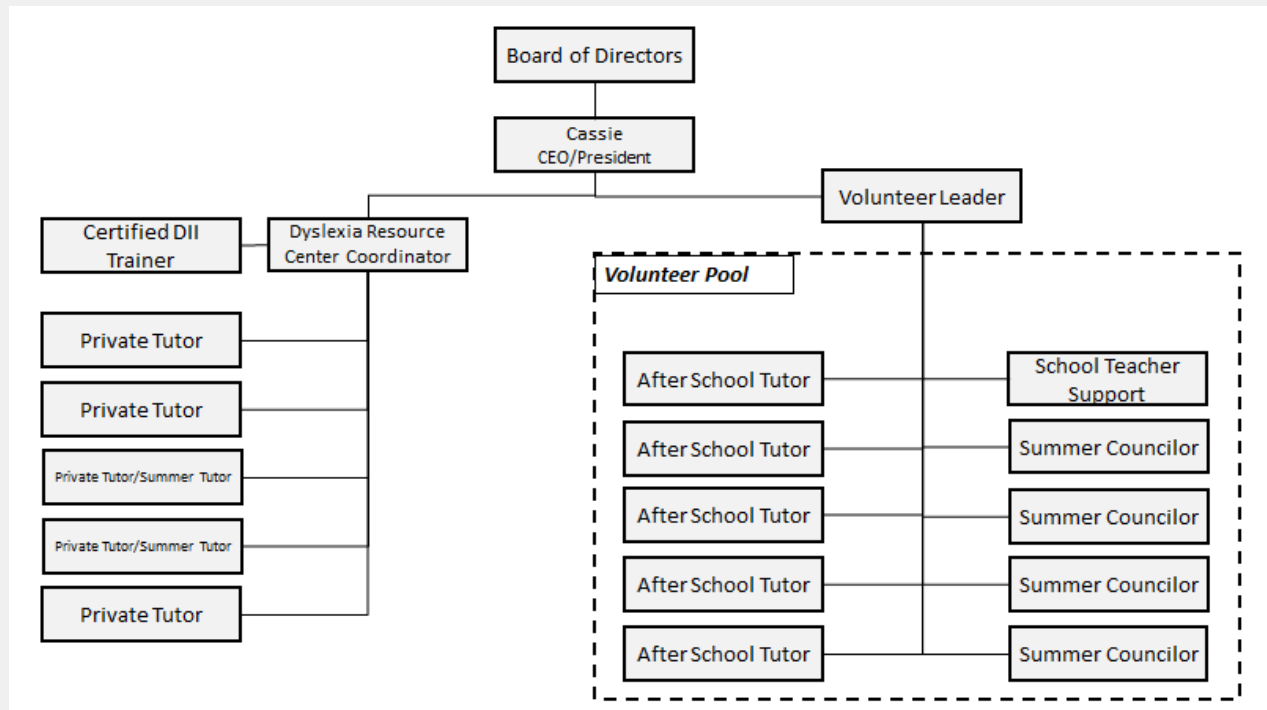 Board of Directors
Cassie
CEO/President
Volunteer Leader
Certified DII
Trainer
Dyslexia Resource
Center Coordinator
Private Tutor
Private Tutor
Private Tutor/Summer Tutor
Private Tutor/Summer Tutor
Private Tutor
Volunteer Pool
After School Tutor
School Teacher
Support
After School Tutor
Summer Councilor
After School Tutor
Summer Councilor
After School Tutor
Summer Councilor
After School Tutor
Summer Councilor